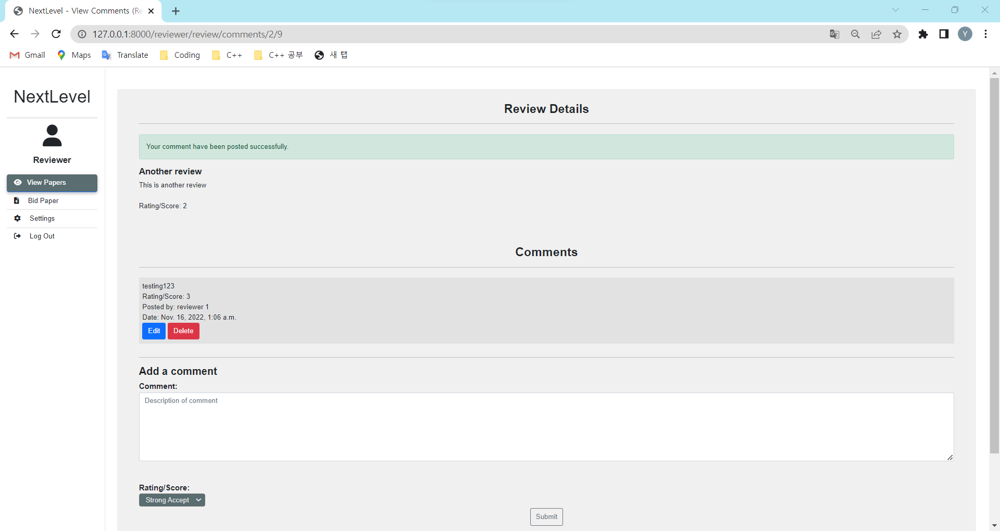 NextLevel - View Comments (Re
127.0.0.1:8000/reviewer/review/comments/2/9
Y
Gmail
Maps
Translate
Coding
C++
C++ 공부
새 탭
NextLevel
Reviewer
View Papers
Bid Paper
Settings
Log Out
Review Details
Your comment have been posted successfully.
Another review
This is another review
Rating/Score: 2
Comments
testing123
Rating/Score: 3
Posted by: reviewer 1
Date: Nov. 16, 2022, 1:06 a.m.
Edit Delete
Add a comment
Comment:
Description of comment
Rating/Score:
Strong Accept
Submit